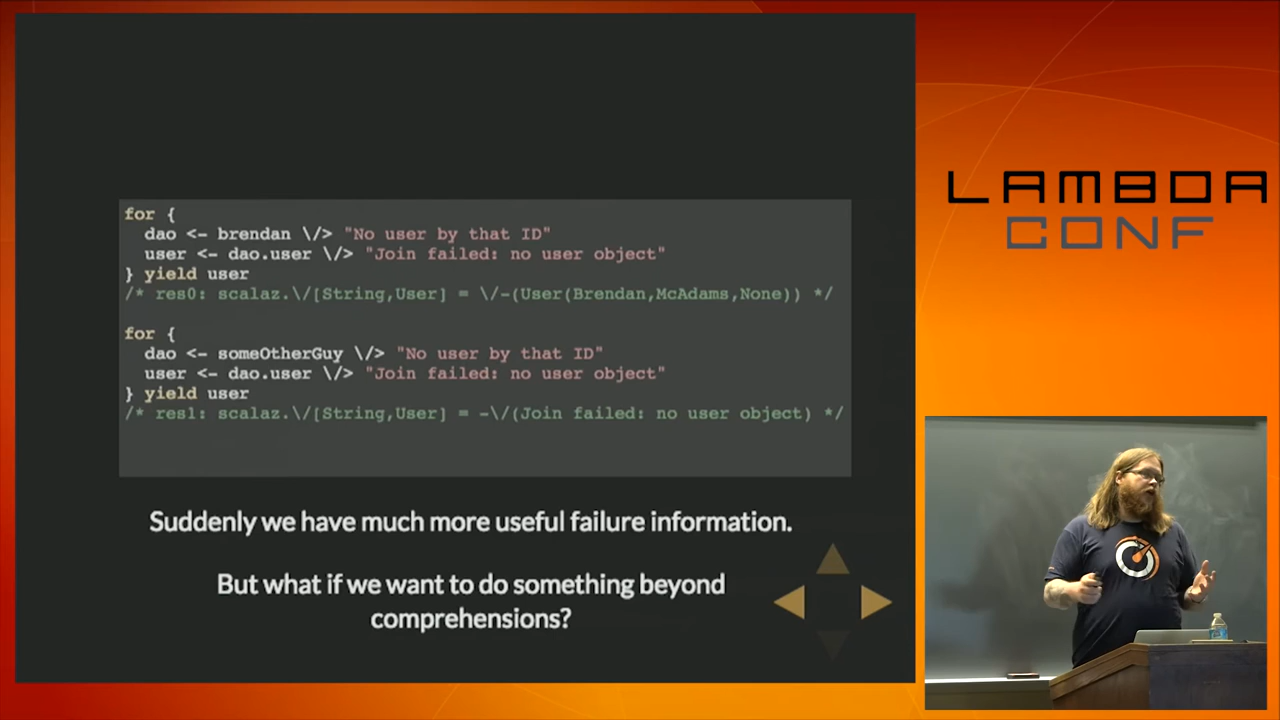 for {
  dao <- brendan \/> "No user by that ID"
  user <- dao.user \/> "Join failed: no user object"
} yield user
/* res0: scalaz.\/[String,User] = \/-(User(Brendan,McAdams,None)) */
for {
  dao <- someOtherGuy \/> "No user by that ID"
  user <- dao.user \/> "Join failed: no user object"
} yield user
/* res1: scalaz.\/[String,User] = -\/(Join failed: no user object) */
Suddenly we have much more useful failure information.
But what if we want to do something beyond
comprehensions?
LAMBDA
CONF